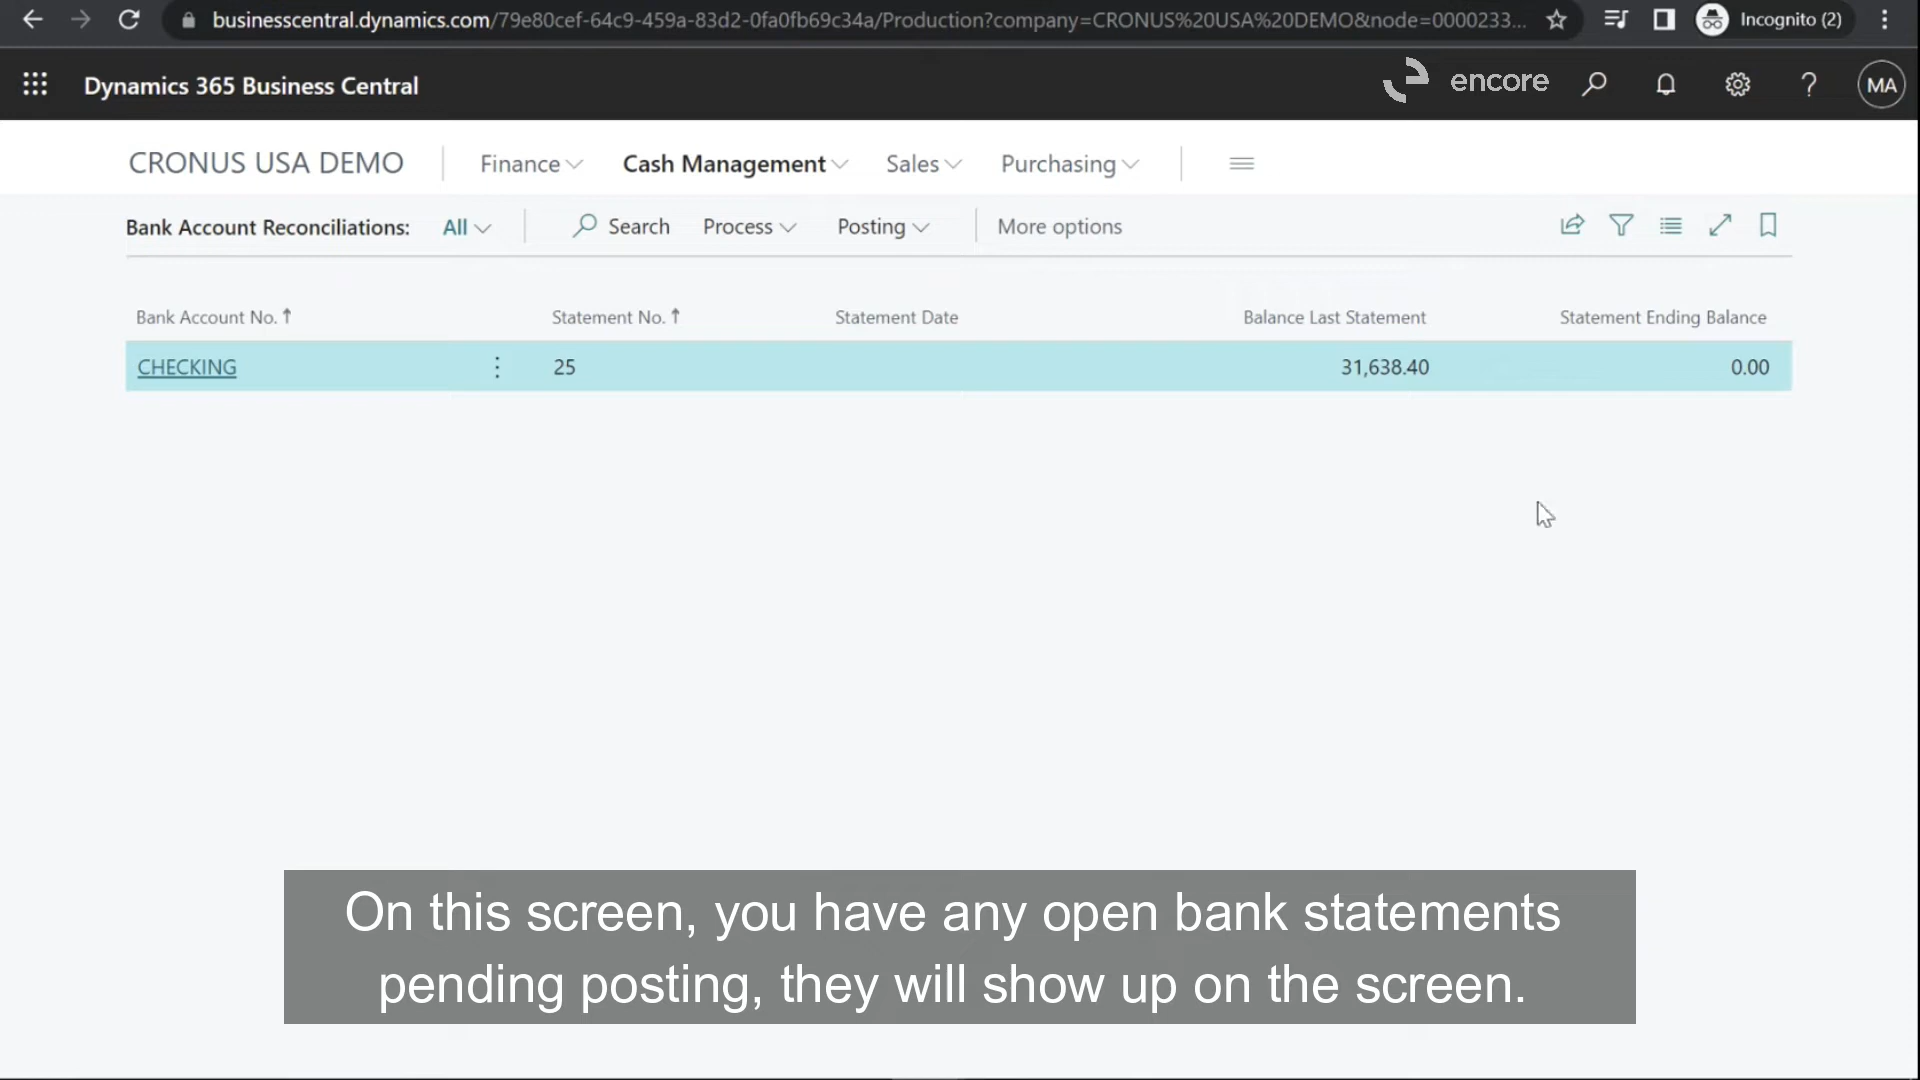 businesscentral.dynamics.com/79e80cef-64c9-459a-83d2-0fa0fb69c34a/Production?company=CRONUS%20USA%20DEMO&node=0000233... Incognito (2)
Dynamics 365 Business Central encore ? MA
CRONUS USA DEMO Finance Cash Management Sales Purchasing
Bank Account Reconciliations: All Search Process Posting More options
Bank Account No. ↑ Statement No. ↑ Statement Date Balance Last Statement Statement Ending Balance
CHECKING 25 31,638.40 0.00
On this screen, you have any open bank statements
pending posting, they will show up on the screen.